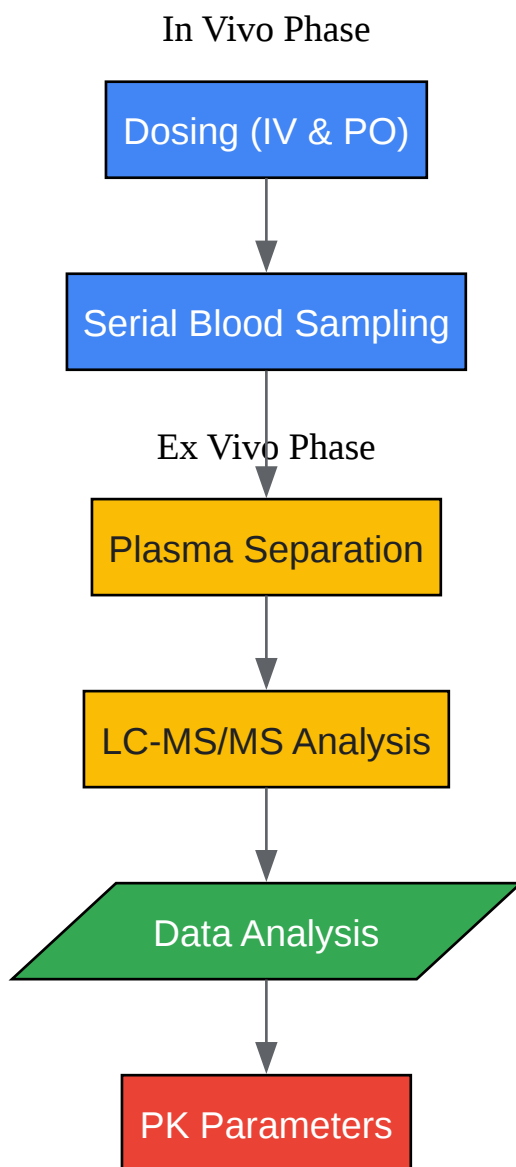 In Vivo Phase
Dosing (IV & PO)
Serial Blood Sampling
Ex Vivo Phase
Plasma Separation
LC-MS/MS Analysis
Data Analysis
PK Parameters